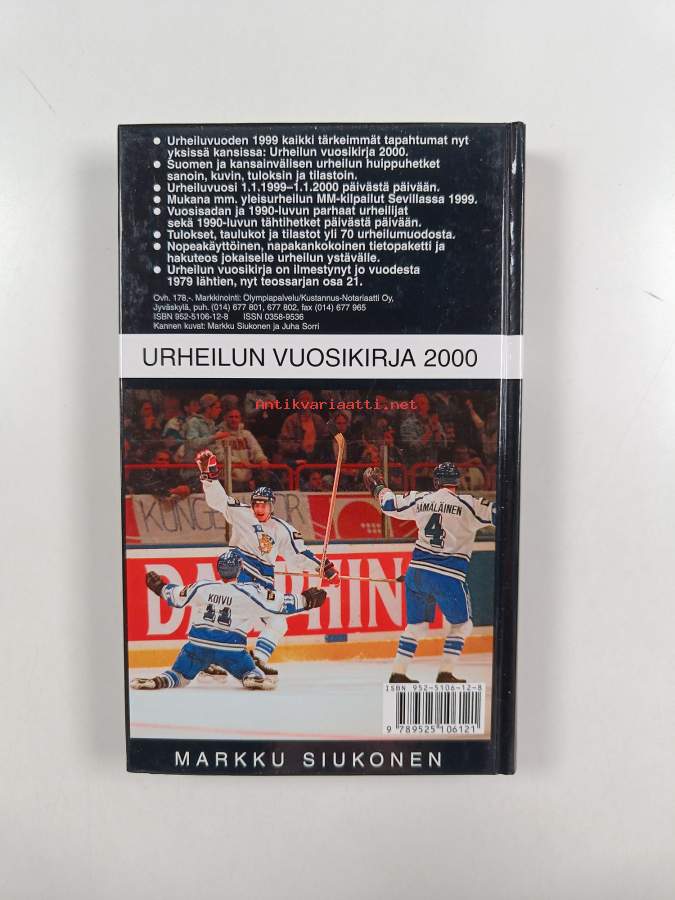 ● Urheiluvuoden 1999 kaikki tärkeimmät tapahtumat nyt
yksissä kansissa: Urheilun vuosikirja 2000.
● Suomen ja kansainvälisen urheilun huippuhetket
sanoin, kuvin, tuloksin ja tilastoin.
● Urheiluvuosi 1.1.1999–1.1.2000 päivästä päivään.
● Mukana mm. yleisurheilun MM-kilpailut Sevillassa 1999.
● Vuosisadan ja 1990-luvun parhaat urheilijat
sekä 1990-luvun tähtihetket päivästä päivään.
● Tulokset, taulukot ja tilastot yli 70 urheilumuodosta.
● Nopeakäyttöinen, napakankokoinen tietopaketti ja
hakuteos jokaiselle urheilun ystävälle.
● Urheilun vuosikirja on ilmestynyt jo vuodesta
1979 lähtien, nyt teossarjan osa 21.
Ovh. 178,-. Markkinointi: Olympiapalvelu/Kustannus-Notariaatti Oy,
Jyväskylä, puh. (014) 677 801, 677 802, fax (014) 677 965
ISBN 952-5106-12-8 ISSN 0358-9536
Kannen kuvat: Markku Siukonen ja Juha Sorri
URHEILUN VUOSIKIRJA 2000
Antikvariaatti.net
HÄMÄLÄINEN
4
KOIVU
11
ISBN 952-5106-12-8
9 789525 106121
MARKKU SIUKONEN